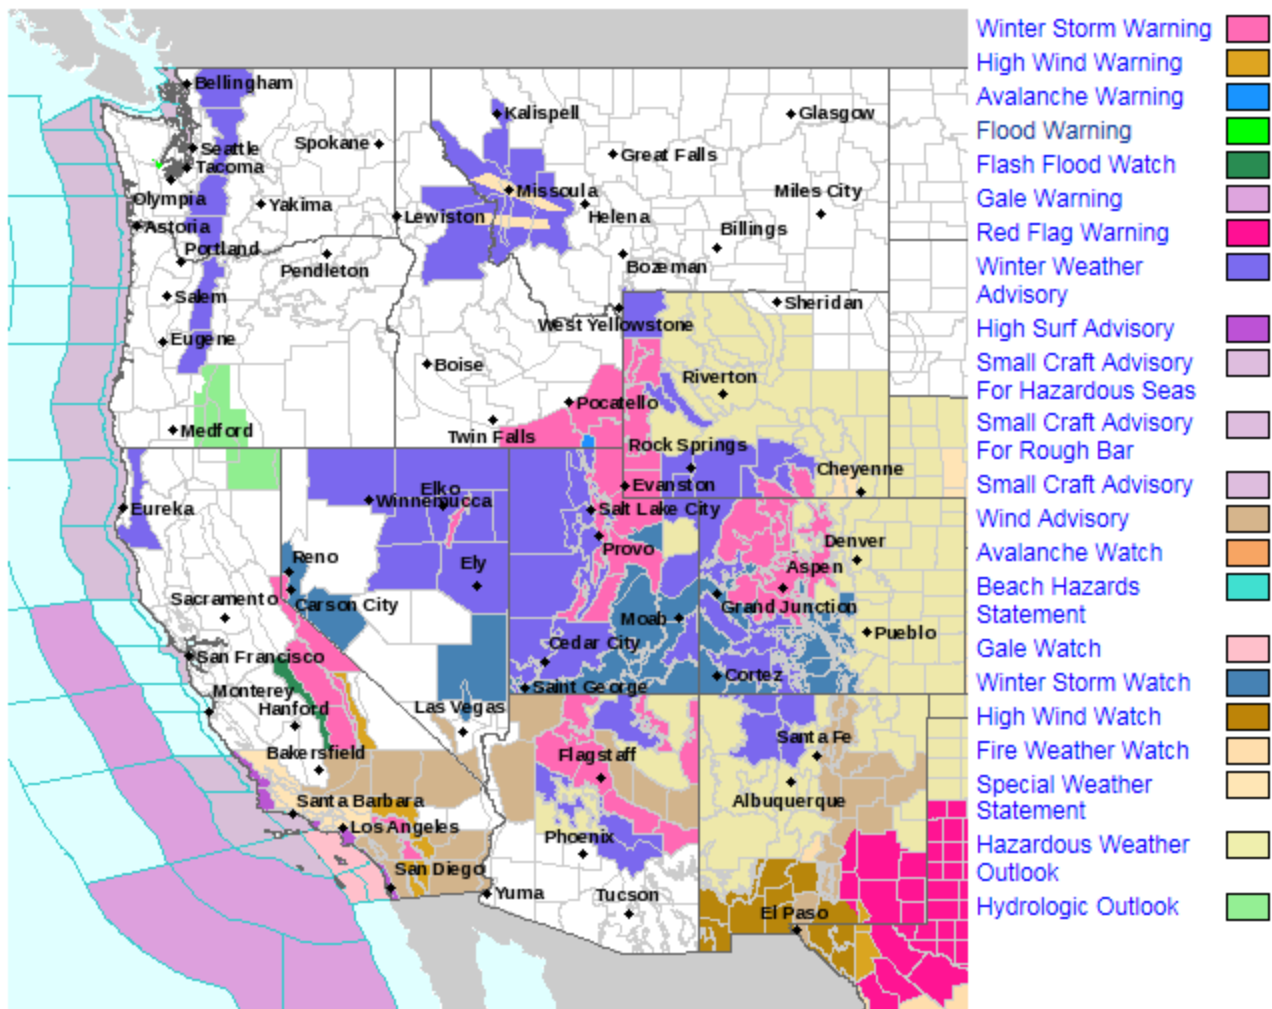 Bellingham
Seattle
Tacoma
Olympia
Astoria
Portland
Salem
Eugene
Medford
Spokane
Yakima
Pendleton
Lewiston
Kalispell
Missoula
Great Falls
Helena
Bozeman
Glasgow
Miles City
Billings
West Yellowstone
Sheridan
Boise
Pocatello
Twin Falls
Riverton
Rock Springs
Evanston
Cheyenne
Eureka
Elko
Winnemucca
Reno
Ely
Carson City
Sacramento
San Francisco
Monterey
Hanford
Bakersfield
Las Vegas
Santa Barbara
Los Angeles
San Diego
Salt Lake City
Provo
Moab
Cedar City
Saint George
Denver
Aspen
Grand Junction
Pueblo
Cortez
Flagstaff
Phoenix
Yuma
Tucson
Santa Fe
Albuquerque
El Paso
Winter Storm Warning
High Wind Warning
Avalanche Warning
Flood Warning
Flash Flood Watch
Gale Warning
Red Flag Warning
Winter Weather
Advisory
High Surf Advisory
Small Craft Advisory
For Hazardous Seas
Small Craft Advisory
For Rough Bar
Small Craft Advisory
Wind Advisory
Avalanche Watch
Beach Hazards
Statement
Gale Watch
Winter Storm Watch
High Wind Watch
Fire Weather Watch
Special Weather
Statement
Hazardous Weather
Outlook
Hydrologic Outlook